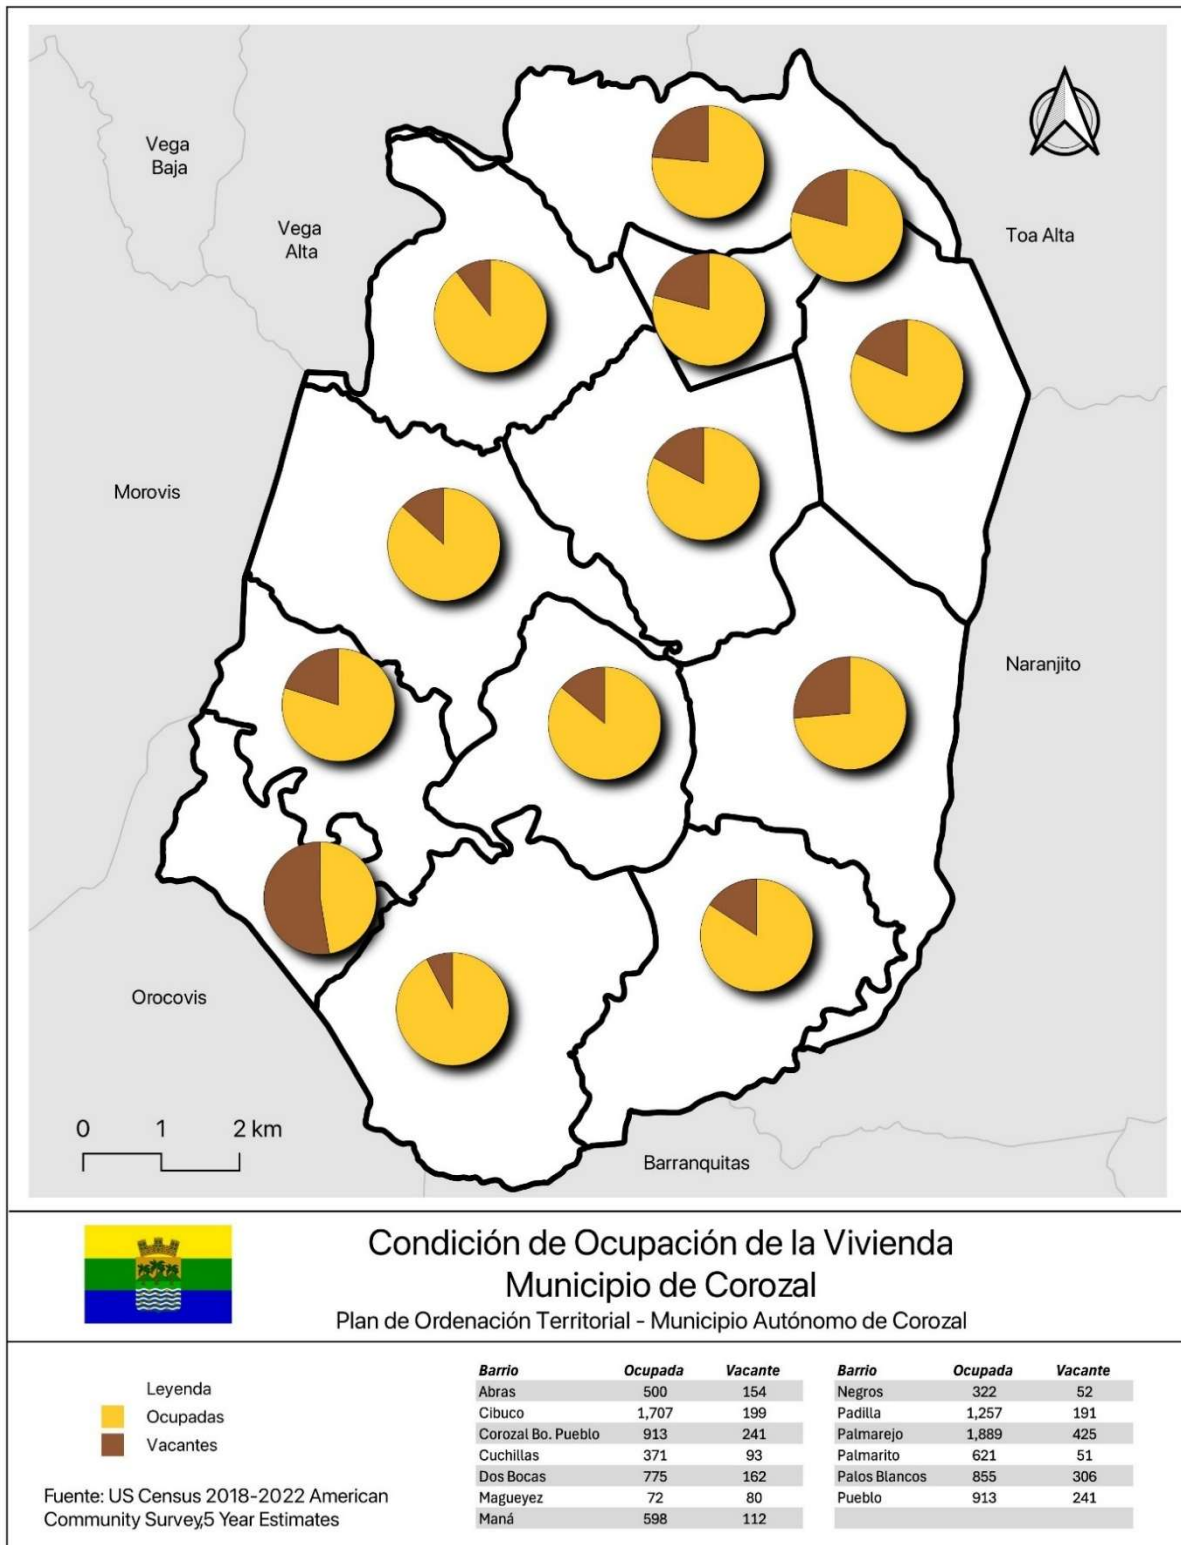 Vega
Baja
Vega
Alta
Toa Alta
Morovis
Naranjito
Orocovis
0 1 2 km
Barranquitas
Condición de Ocupación de la Vivienda
Municipio de Corozal
Plan de Ordenación Territorial - Municipio Autónomo de Corozal
Leyenda
Ocupadas
Vacantes
Fuente: US Census 2018-2022 American
Community Survey,5 Year Estimates
Barrio Ocupada Vacante
Abras 500 154
Cibuco 1,707 199
Corozal Bo. Pueblo 913 241
Cuchillas 371 93
Dos Bocas 775 162
Magueyez 72 80
Maná 598 112
Barrio Ocupada Vacante
Negros 322 52
Padilla 1,257 191
Palmarejo 1,889 425
Palmarito 621 51
Palos Blancos 855 306
Pueblo 913 241